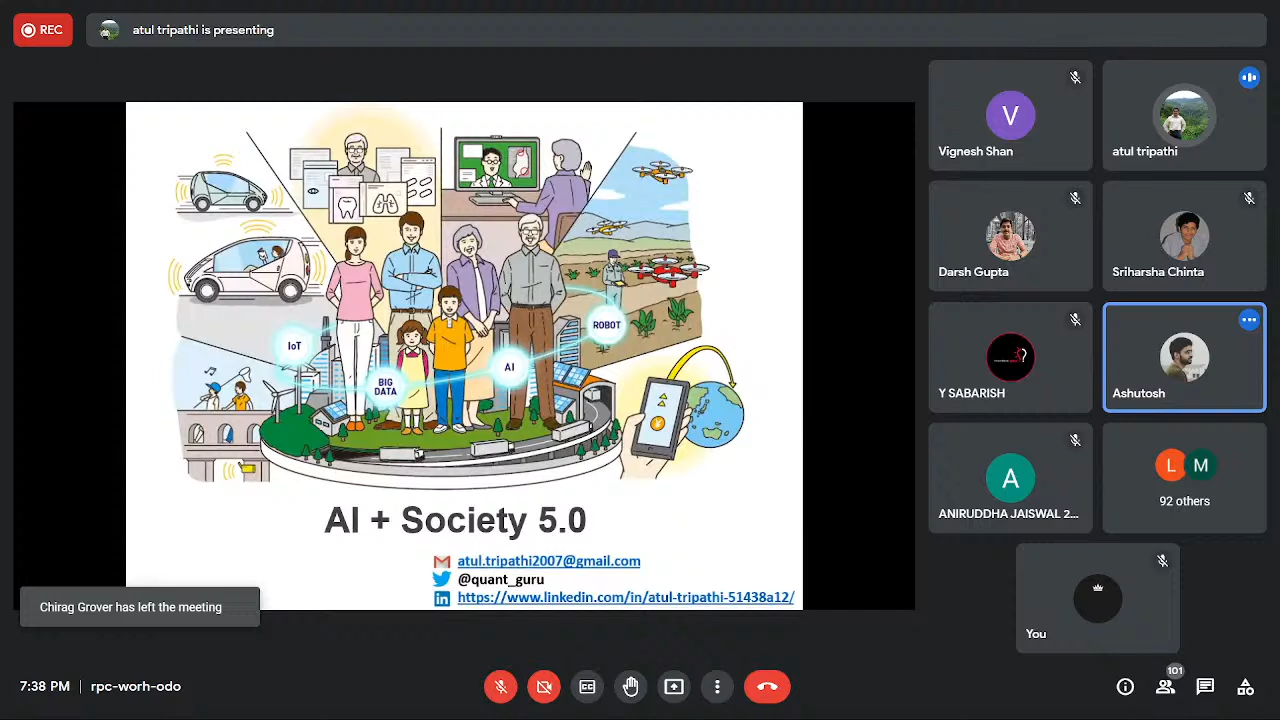 REC
atul tripathi is presenting
IoT
BIG
DATA
AI
ROBOT
AI + Society 5.0
atul.tripathi2007@gmail.com
@quant_guru
https://www.linkedin.com/in/atul-tripathi-51438a12/
Chirag Grover has left the meeting
V
Vignesh Shan
atul tripathi
Darsh Gupta
Sriharsha Chinta
Y SABARISH
Ashutosh
A
ANIRUDDHA JAISWAL 2...
L M
92 others
You
7:38 PM | rpc-worh-odo
101